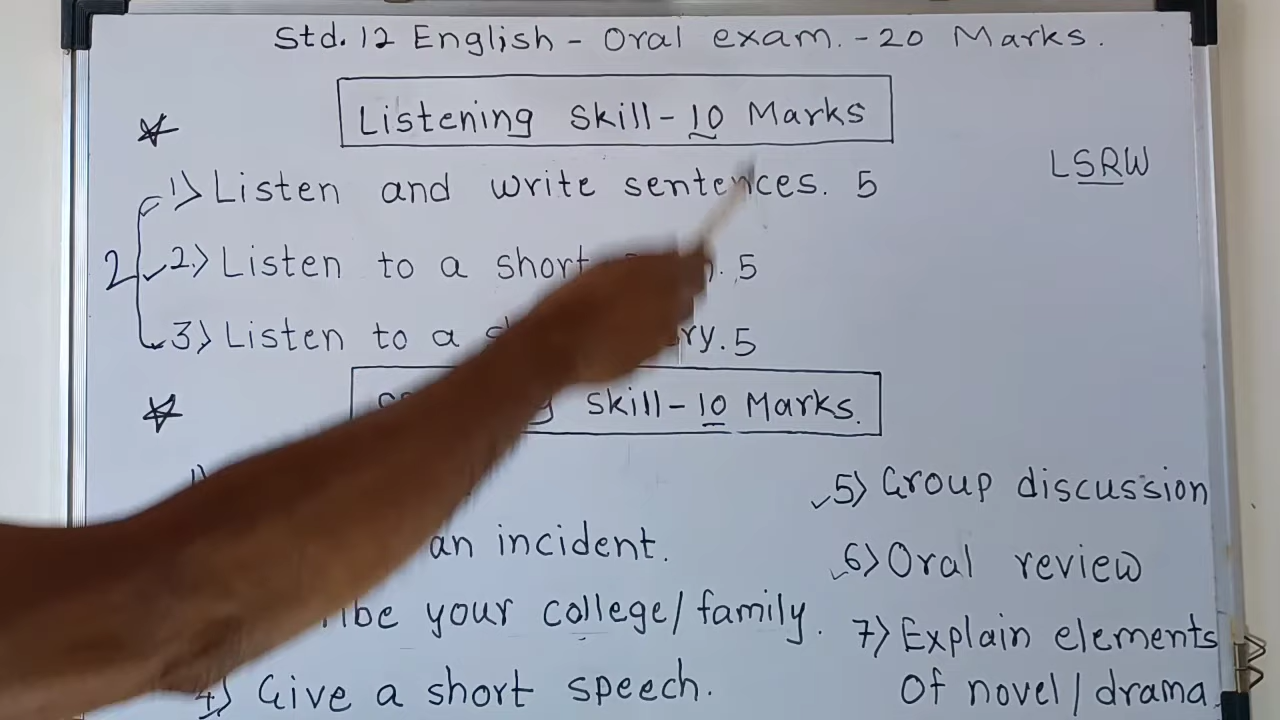 Std. 12 English - Oral exam. - 20 Marks.
Listening Skill - 10 Marks
LSRW
1) Listen and write sentences. 5
2
2.) Listen to a short 5
3) Listen to a 5
Skill - 10 Marks.
1)
an incident.
your college/family.
4) Give a short speech.
5) Group discussion
6) Oral review
7) Explain elements
Of novel/drama